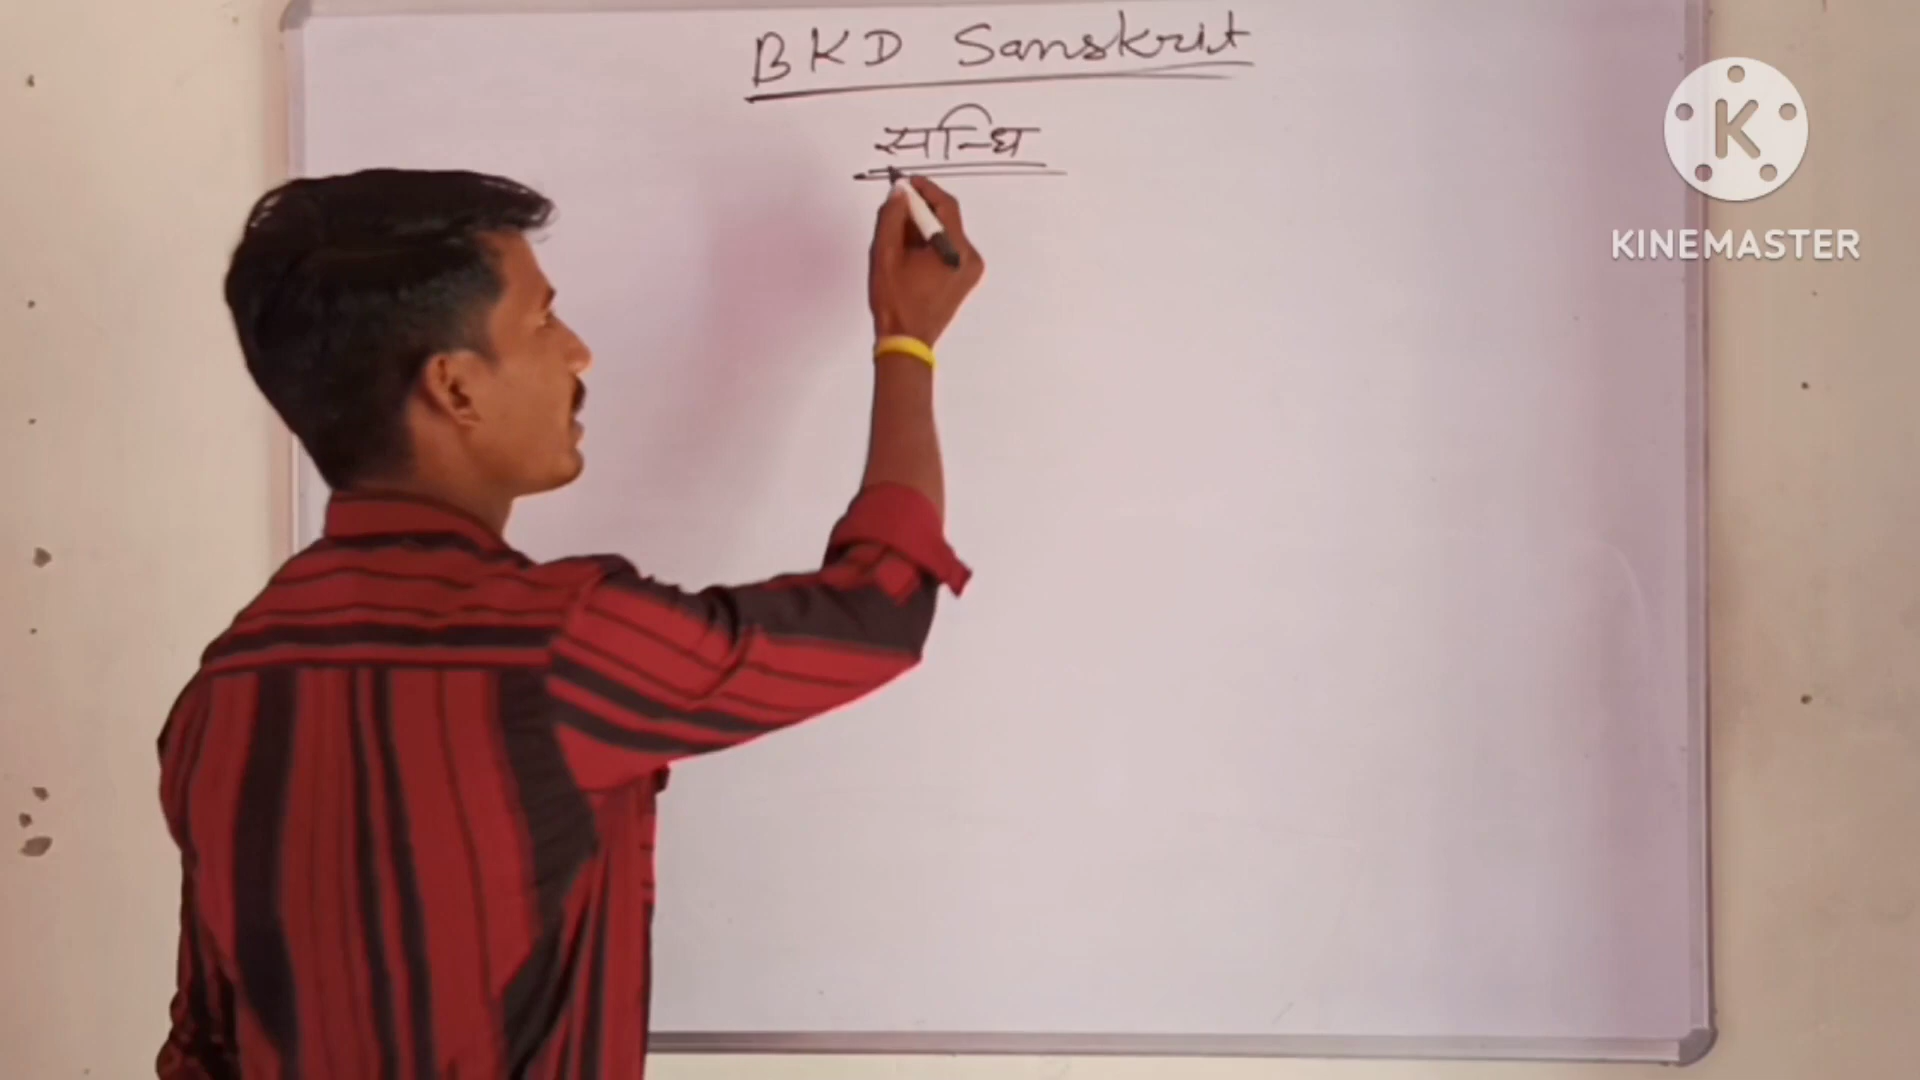 BKD Sanskrit
सन्धि
K
KINEMASTER